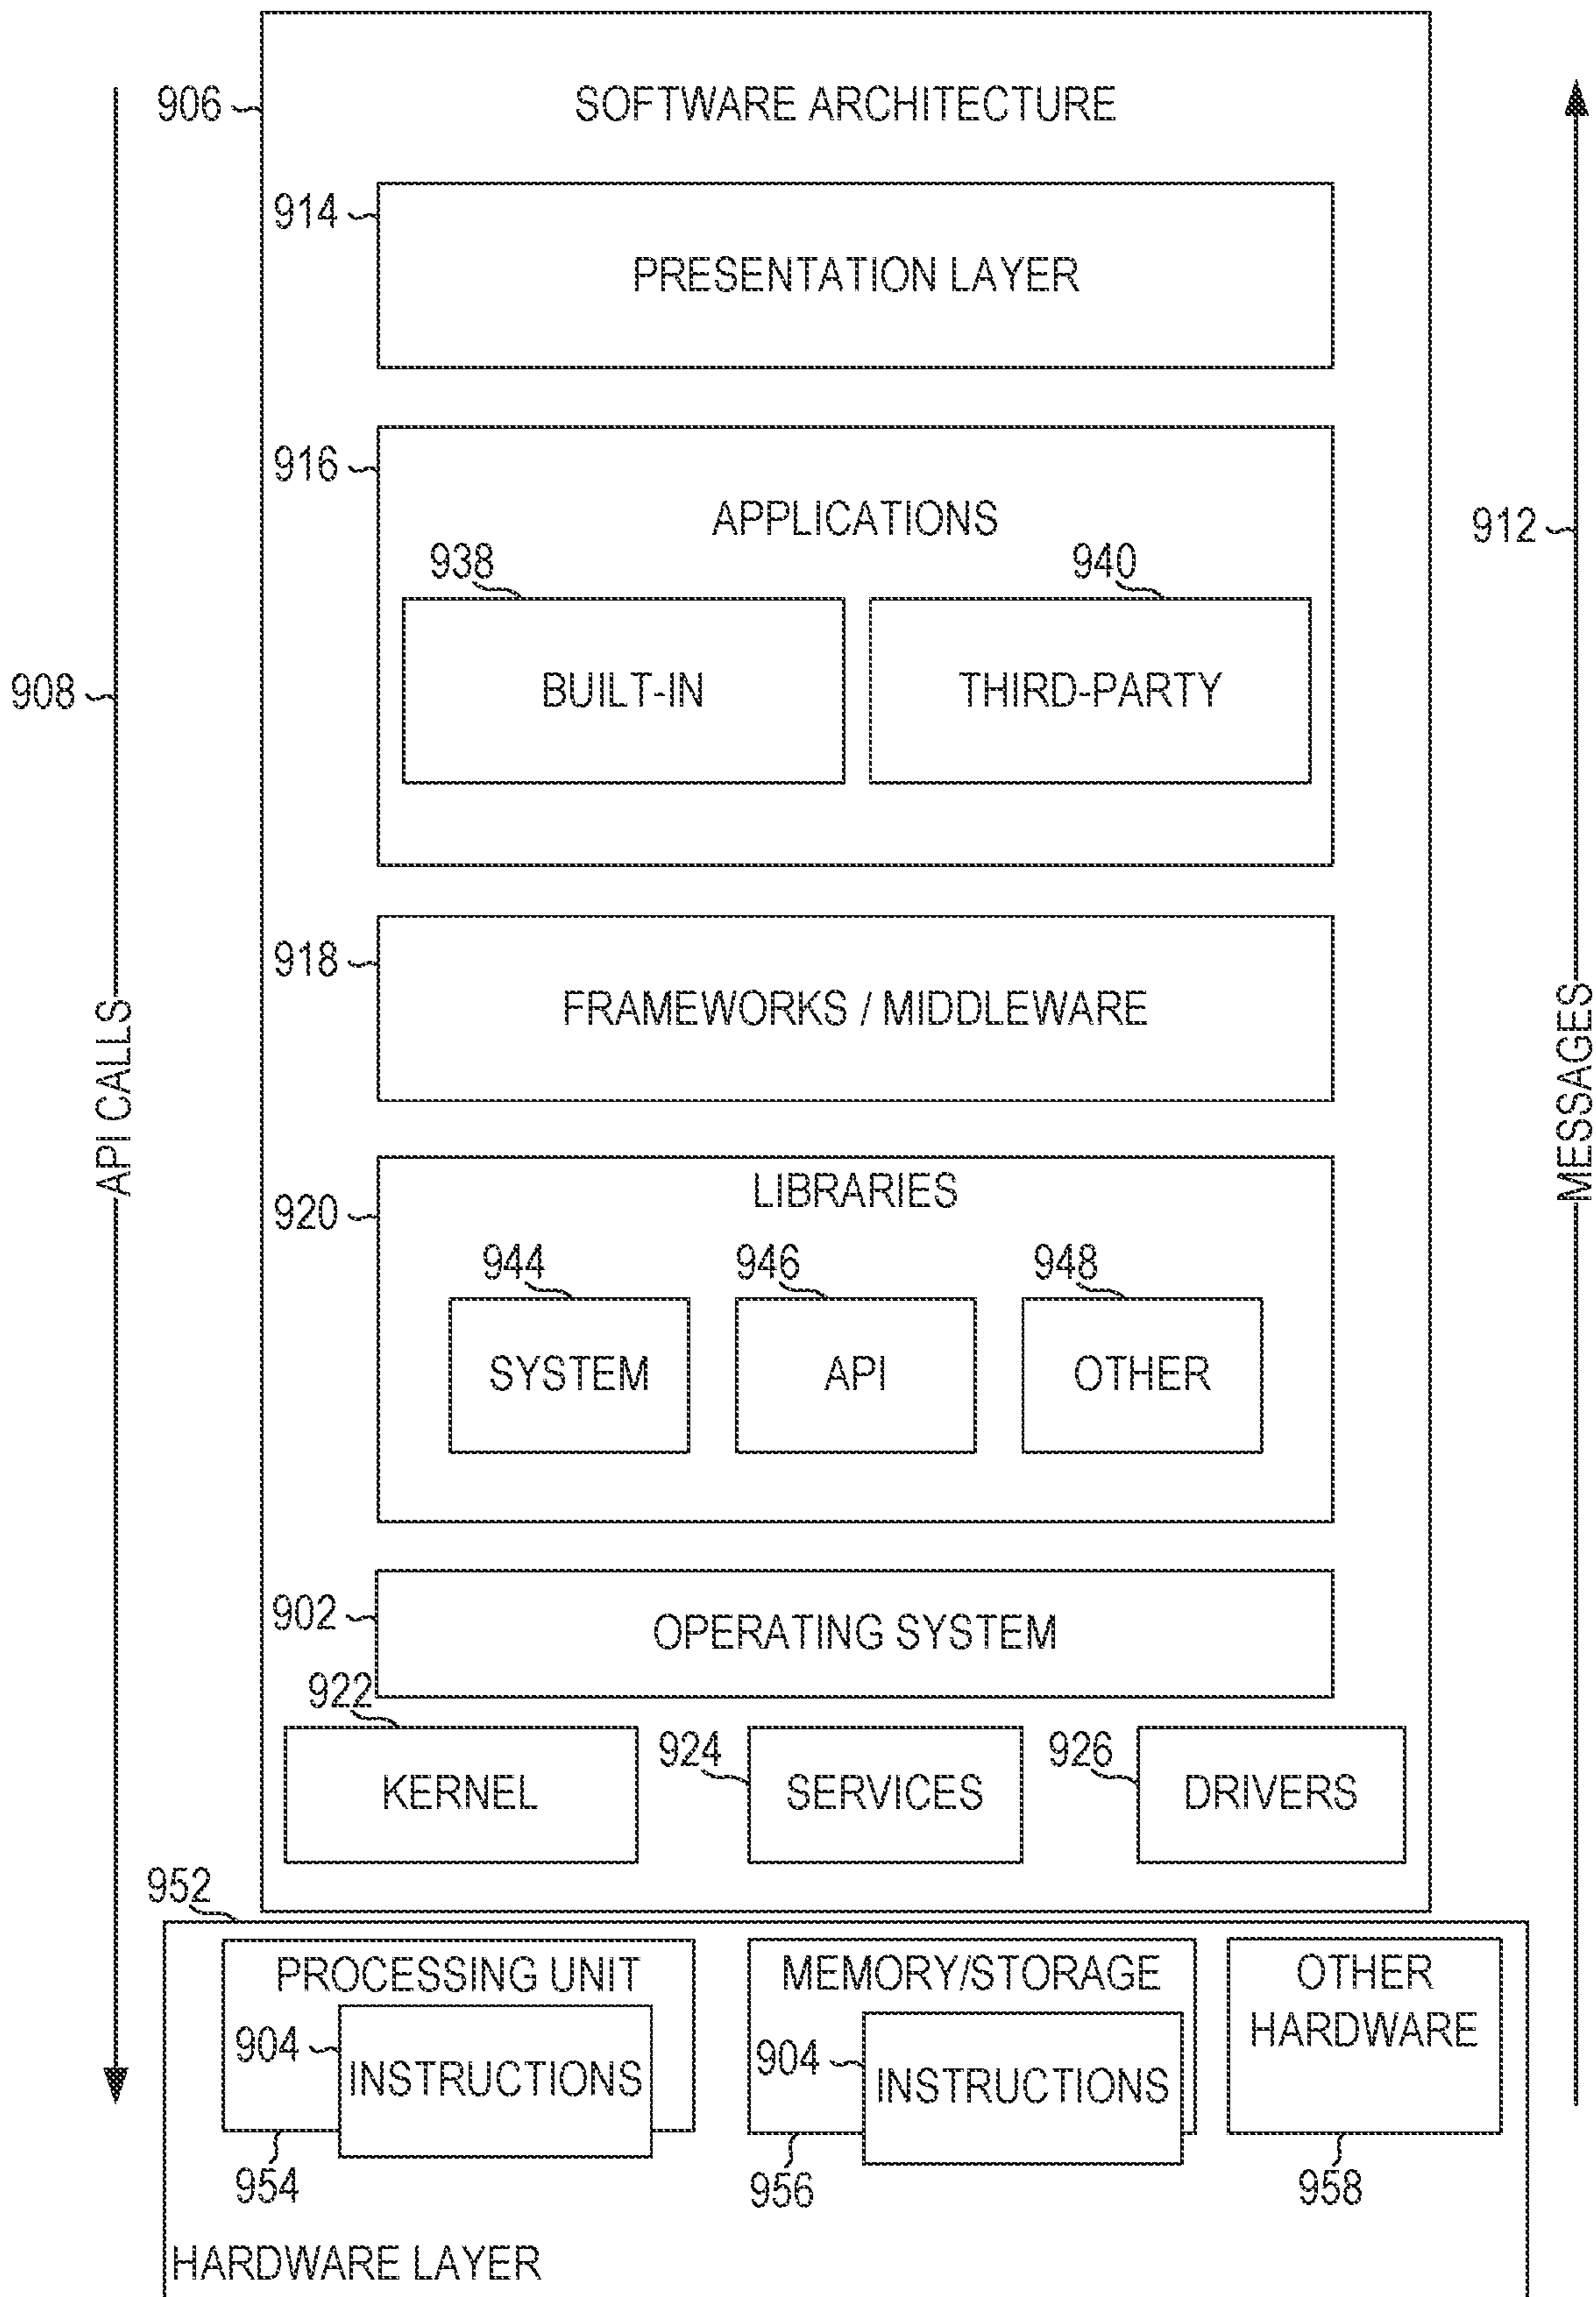 906
SOFTWARE ARCHITECTURE
914
PRESENTATION LAYER
916
APPLICATIONS
938
940
BUILT-IN
THIRD-PARTY
908
API CALLS
912
MESSAGES
918
FRAMEWORKS / MIDDLEWARE
920
LIBRARIES
944
946
948
SYSTEM
API
OTHER
902
OPERATING SYSTEM
922
KERNEL
924
SERVICES
926
DRIVERS
952
PROCESSING UNIT
904
INSTRUCTIONS
954
MEMORY/STORAGE
904
INSTRUCTIONS
956
OTHER
HARDWARE
958
HARDWARE LAYER